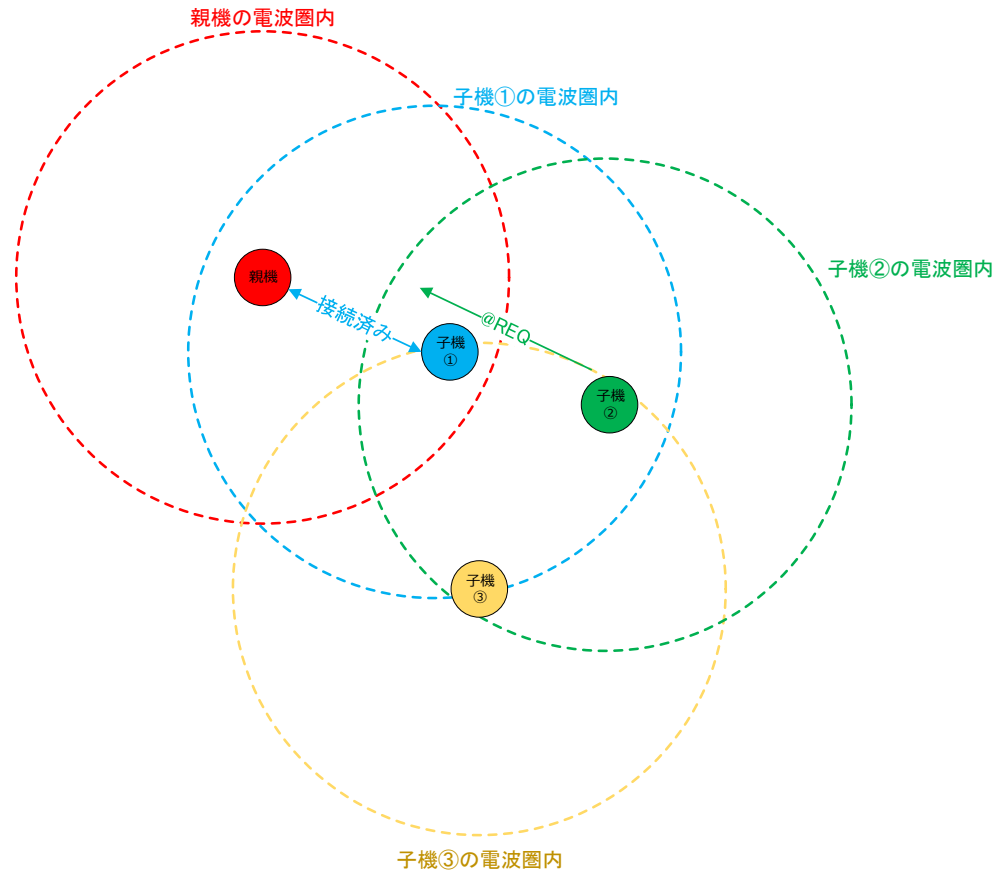 親機の電波圏内
子機①の電波圏内
子機②の電波圏内
親機
接続済み
@REQ
子機
①
子機
②
子機
③
子機③の電波圏内